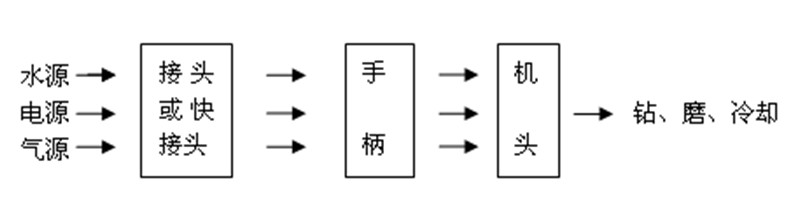 水源 接头 手 机
电源 或快 钻、磨、冷却
气源 接头 柄 头